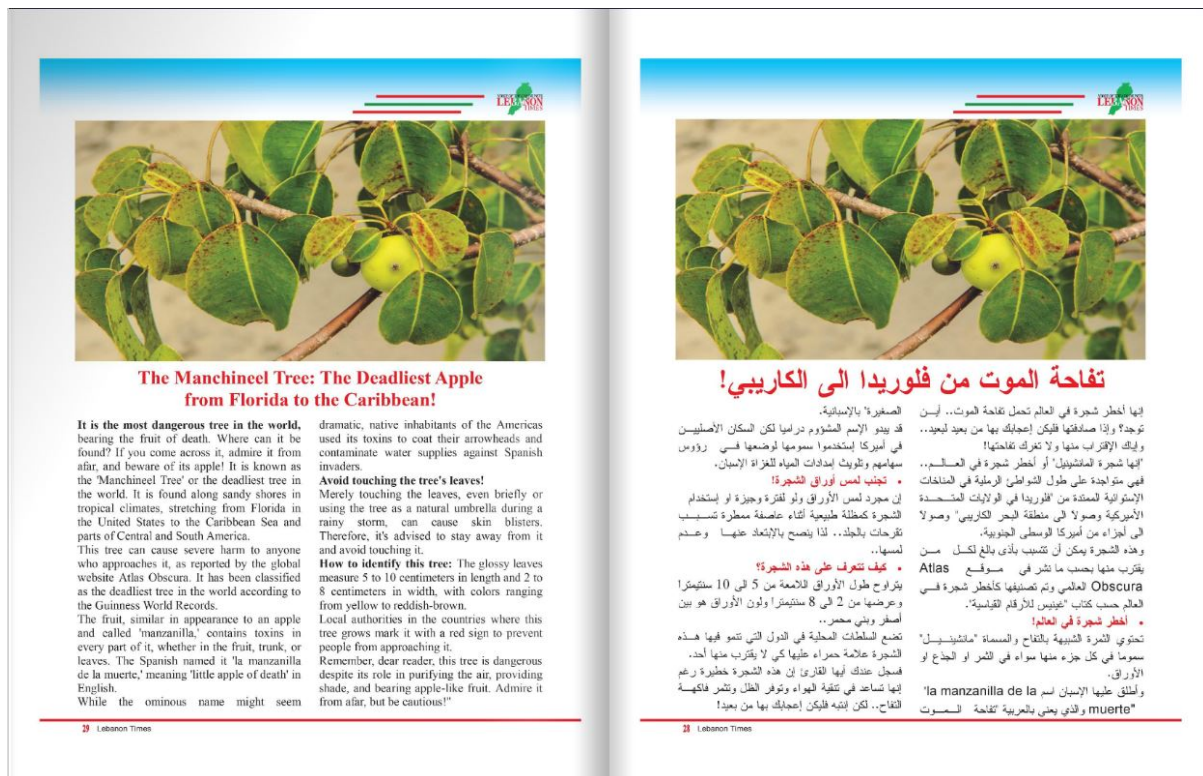 LEBANON
TIMES
The Manchineel Tree: The Deadliest Apple
from Florida to the Caribbean!
It is the most dangerous tree in the world,
bearing the fruit of death. Where can it be
found? If you come across it, admire it from
afar, and beware of its apple! It is known as
the 'Manchineel Tree' or the deadliest tree in
the world. It is found along sandy shores in
tropical climates, stretching from Florida in
the United States to the Caribbean Sea and
parts of Central and South America.
This tree can cause severe harm to anyone
who approaches it, as reported by the global
website Atlas Obscura. It has been classified
as the deadliest tree in the world according to
the Guinness World Records.
The fruit, similar in appearance to an apple
and called 'manzanilla,' contains toxins in
every part of it, whether in the fruit, trunk, or
leaves. The Spanish named it 'la manzanilla
de la muerte,' meaning 'little apple of death' in
English.
While the ominous name might seem
dramatic, native inhabitants of the Americas
used its toxins to coat their arrowheads and
contaminate water supplies against Spanish
invaders.
Avoid touching the tree's leaves!
Merely touching the leaves, even briefly or
using the tree as a natural umbrella during a
rainy storm, can cause skin blisters.
Therefore, it's advised to stay away from it
and avoid touching it.
How to identify this tree: The glossy leaves
measure 5 to 10 centimeters in length and 2 to
8 centimeters in width, with colors ranging
from yellow to reddish-brown.
Local authorities in the countries where this
tree grows mark it with a red sign to prevent
people from approaching it.
Remember, dear reader, this tree is dangerous
despite its role in purifying the air, providing
shade, and bearing apple-like fruit. Admire it
from afar, but be cautious!"
29 Lebanon Times
LEBANON
TIMES
تفاحة الموت من فلوريدا الى الكاريبي!
إنها أخطر شجرة في العالم تحمل تفاحة الموت.. أيــن
توجد؟ وإذا صادفتها فليكن إعجابك بها من بعيد لبعيد..
وإياك الإقتراب منها ولا تغرك تفاحتها!
"إنها شجرة المانشينيل" أو أخطر شجرة في العــالــم..
فهي متواجدة على طول الشواطئ الرملية في المناخات
الإستوائية الممتدة من "فلوريدا في الولايات المتــحــدة
الأميركية وصولا الى منطقة البحر الكاريبي" وصولا
الى أجزاء من أميركا الوسطى الجنوبية.
وهذه الشجرة يمكن أن تتسبب بأذى بالغ لكــل مــن
يقترب منها بحسب ما نشر في موقــع Atlas
Obscura العالمي وتم تصنيفها كأخطر شجرة فــي
العالم حسب كتاب "غينيس للأرقام القياسية".
• أخطر شجرة في العالم!
تحتوي الثمرة الشبيهة بالتفاح والمسماة "مانشينــيــل"
سموما في كل جزء منها سواء في الثمر او الجذع او
الأوراق.
وأطلق عليها الإسبان اسم la manzanilla de la"
muerte" والذي يعني بالعربية "تفاحة المــــوت
الصغيرة" بالإسبانية.
قد يبدو الإسم المشؤوم دراميا لكن السكان الأصلييــن
في أميركا إستخدموا سمومها لوضعها فــي رؤوس
سهامهم وتلويث إمدادات المياه للغزاة الإسبان.
• تجنب لمس أوراق الشجرة!
إن مجرد لمس الأوراق ولو لفترة وجيزة او إستخدام
الشجرة كمظلة طبيعية أثناء عاصفة ممطرة تســبــب
تقرحات بالجلد.. لذا ينصح بالإبتعاد عنهــا وعــدم
لمسها..
• كيف تتعرف على هذه الشجرة؟
يتراوح طول الأوراق اللامعة من 5 الى 10 سنتيمترا
وعرضها من 2 الى 8 سنتيمترا ولون الأوراق هو بين
أصفر وبني محمر..
تضع السلطات المحلية في الدول التي تنمو فيها هــذه
الشجرة علامة حمراء عليها كي لا يقترب منها أحد.
فسجل عندك أيها القارئ إن هذه الشجرة خطيرة رغم
إنها تساعد في تنقية الهواء وتوفر الظل وتثمر فاكهــة
التفاح.. لكن إنتبه فليكن إعجابك بها من بعيد!
28 Lebanon Times